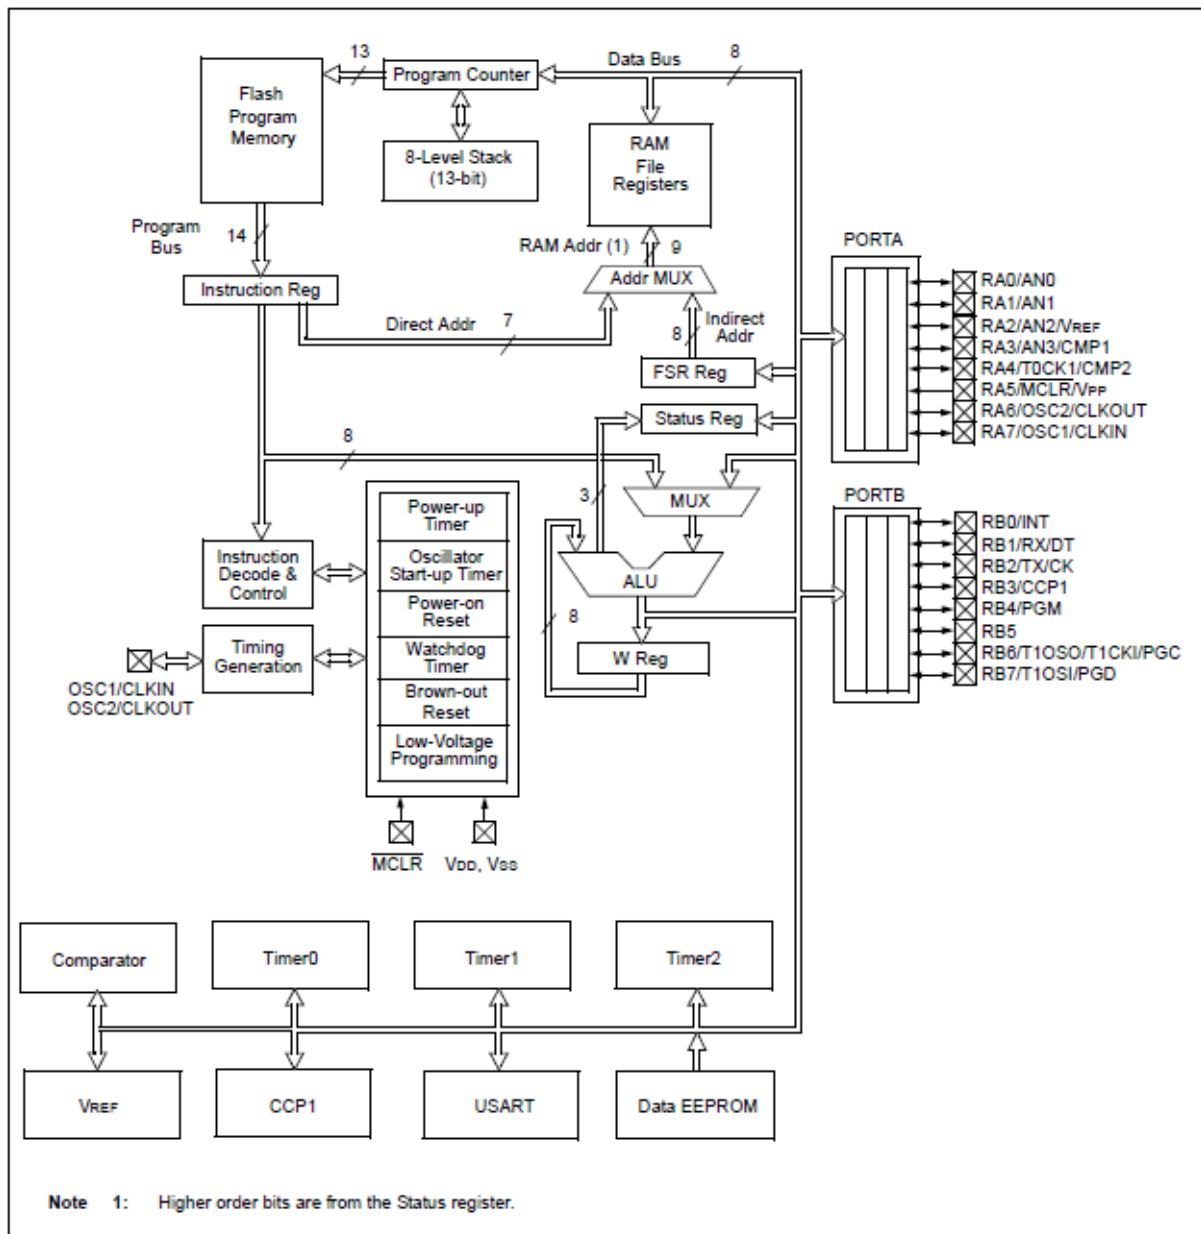 13
Program Counter
Data Bus
8
Flash
Program
Memory
8-Level Stack
(13-bit)
RAM
File
Registers
Program
Bus
14
RAM Addr (1)
9
Addr MUX
Instruction Reg
Direct Addr
7
8
Indirect
Addr
FSR Reg
Status Reg
8
3
MUX
Power-up
Timer
Oscillator
Start-up Timer
Power-on
Reset
Watchdog
Timer
Brown-out
Reset
Low-Voltage
Programming
Instruction
Decode &
Control
Timing
Generation
OSC1/CLKIN
OSC2/CLKOUT
ALU
8
W Reg
MCLR
VDD, VSS
PORTA
RA0/AN0
RA1/AN1
RA2/AN2/VREF
RA3/AN3/CMP1
RA4/T0CK1/CMP2
RA5/MCLR/VPP
RA6/OSC2/CLKOUT
RA7/OSC1/CLKIN
PORTB
RB0/INT
RB1/RX/DT
RB2/TX/CK
RB3/CCP1
RB4/PGM
RB5
RB6/T1OSO/T1CKI/PGC
RB7/T1OSI/PGD
Comparator
Timer0
Timer1
Timer2
VREF
CCP1
USART
Data EEPROM
Note 1: Higher order bits are from the Status register.